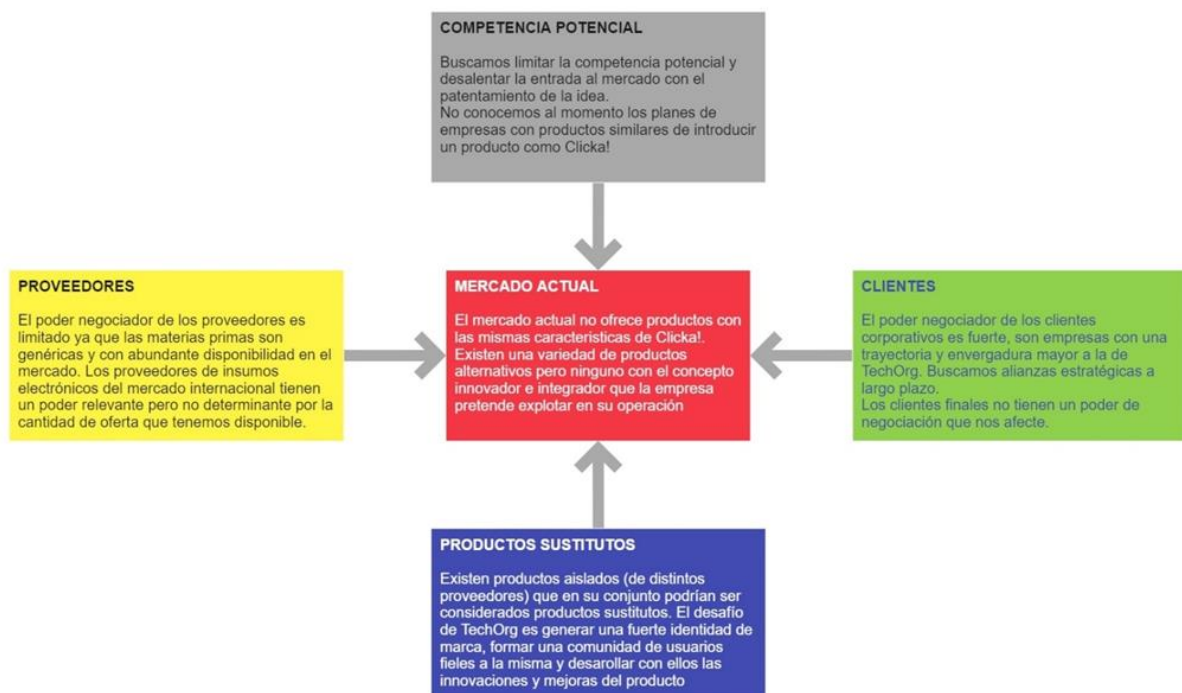 COMPETENCIA POTENCIAL
Buscamos limitar la competencia potencial y
desalentar la entrada al mercado con el
patentamiento de la idea.
No conocemos al momento los planes de
empresas con productos similares de introducir
un producto como Clicka!
PROVEEDORES
El poder negociador de los proveedores es
limitado ya que las materias primas son
genéricas y con abundante disponibilidad en el
mercado. Los proveedores de insumos
electrónicos del mercado internacional tienen
un poder relevante pero no determinante por la
cantidad de oferta que tenemos disponible.
MERCADO ACTUAL
El mercado actual no ofrece productos con
las mismas caracteristicas de Clicka!.
Existen una variedad de productos
alternativos pero ninguno con el concepto
innovador e integrador que la empresa
pretende explotar en su operación
CLIENTES
El poder negociador de los clientes
corporativos es fuerte, son empresas con una
trayectoria y envergadura mayor a la de
TechOrg. Buscamos alianzas estratégicas a
largo plazo.
Los clientes finales no tienen un poder de
negociación que nos afecte.
PRODUCTOS SUSTITUTOS
Existen productos aislados (de distintos
proveedores) que en su conjunto podrían ser
considerados productos sustitutos. El desafío
de TechOrg es generar una fuerte identidad de
marca, formar una comunidad de usuarios
fieles a la misma y desarollar con ellos las
innovaciones y mejoras del producto